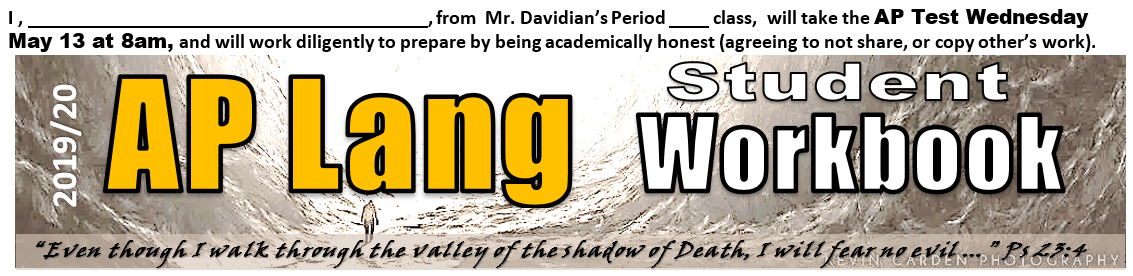 I , ______________________________________, from Mr. Davidian’s Period ____ class, will take the AP Test Wednesday
May 13 at 8am, and will work diligently to prepare by being academically honest (agreeing to not share, or copy other’s work).
2019/20
AP Lang
Student
Workbook
“Even though I walk through the valley of the shadow of Death, I will fear no evil....” Ps 23:4
KEVIN CARDEN PHOTOGRAPHY